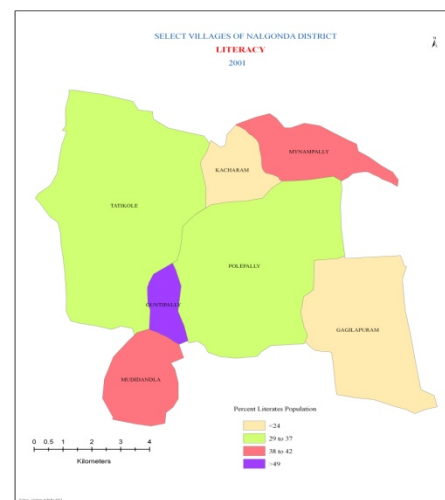 SELECT VILLAGES OF NALGONDA DISTRICT
LITERACY
2001
MYNAMPALLY
KACHARAM
TATIKOLE
POLEPALLY
GENTIPALLY
GAGILAPURAM
MUDIDANDLA
Percent Literates Population
<24
29 to 37
38 to 42
>49
0 0.5 1 2 3 4
Kilometers